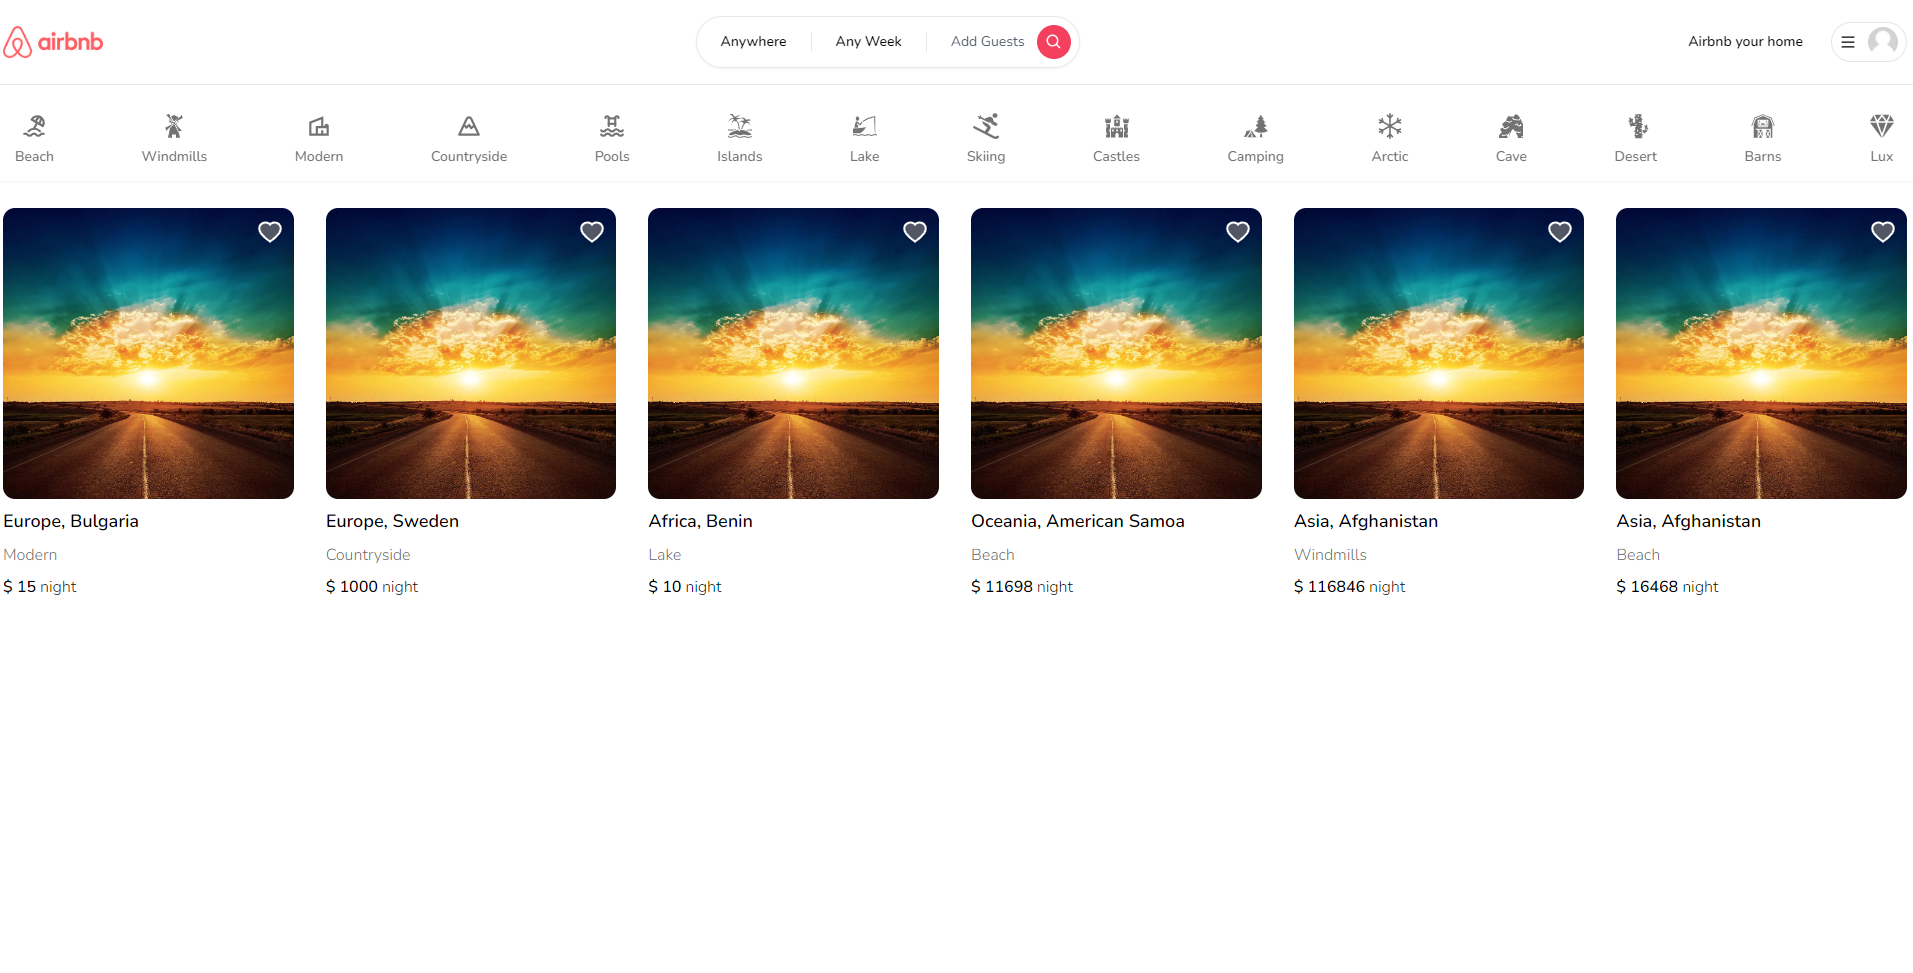 airbnb
Anywhere Any Week Add Guests
Airbnb your home
Beach Windmills Modern Countryside Pools Islands Lake Skiing Castles Camping Arctic Cave Desert Barns Lux
Europe, Bulgaria
Modern
$ 15 night
Europe, Sweden
Countryside
$ 1000 night
Africa, Benin
Lake
$ 10 night
Oceania, American Samoa
Beach
$ 11698 night
Asia, Afghanistan
Windmills
$ 116846 night
Asia, Afghanistan
Beach
$ 16468 night